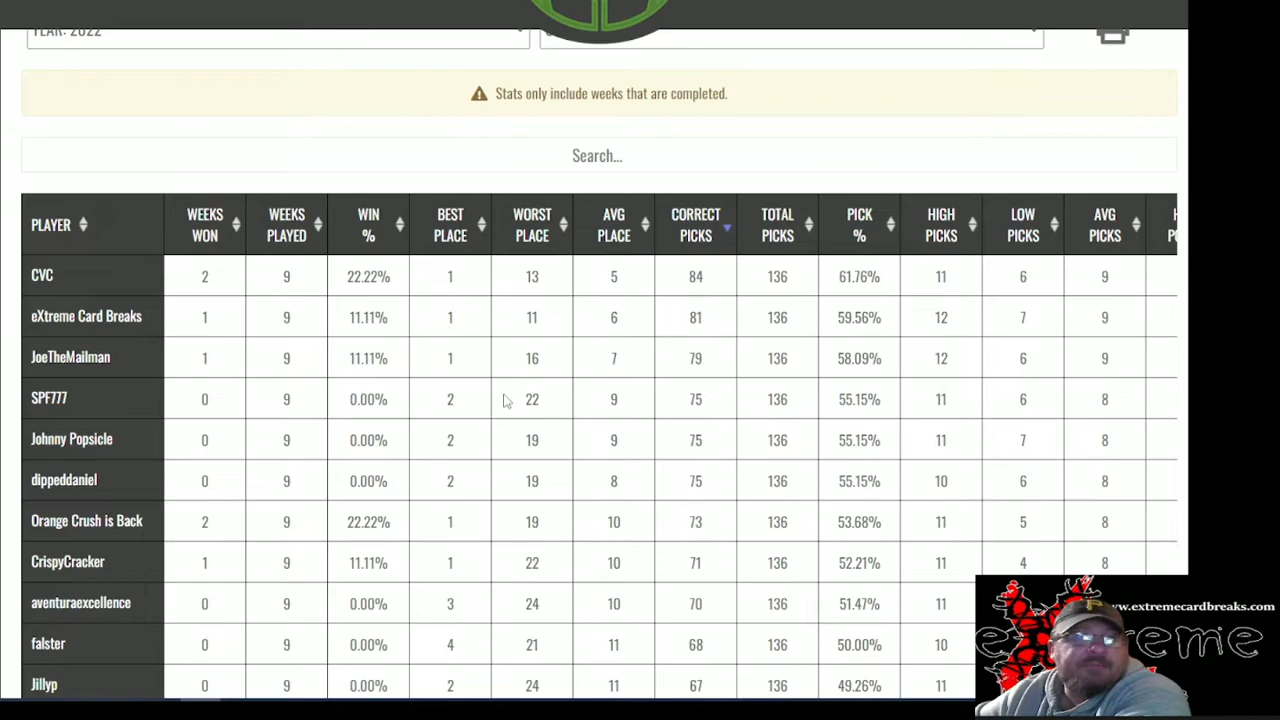 YEAR: 2022
Stats only include weeks that are completed.
Search...
PLAYER WEEKS WON WEEKS PLAYED WIN % BEST PLACE WORST PLACE AVG PLACE CORRECT PICKS TOTAL PICKS PICK % HIGH PICKS LOW PICKS AVG PICKS
CVC 2 9 22.22% 1 13 5 84 136 61.76% 11 6 9
eXtreme Card Breaks 1 9 11.11% 1 11 6 81 136 59.56% 12 7 9
JoeTheMailman 1 9 11.11% 1 16 7 79 136 58.09% 12 6 9
SPF777 0 9 0.00% 2 22 9 75 136 55.15% 11 6 8
Johnny Popsicle 0 9 0.00% 2 19 9 75 136 55.15% 11 7 8
dippeddaniel 0 9 0.00% 2 19 8 75 136 55.15% 10 6 8
Orange Crush is Back 2 9 22.22% 1 19 10 73 136 53.68% 11 5 8
CrispyCracker 1 9 11.11% 1 22 10 71 136 52.21% 11 4 8
aventuraexcellence 0 9 0.00% 3 24 10 70 136 51.47% 11
falster 0 9 0.00% 4 21 11 68 136 50.00% 10
Jillyp 0 9 0.00% 2 24 11 67 136 49.26% 11
www.extremecardbreaks.com